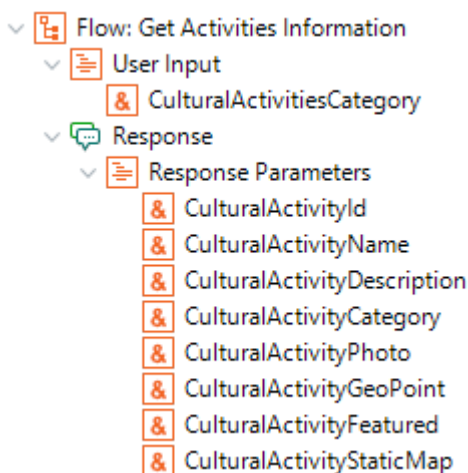 Flow: Get Activities Information
User Input
& CulturalActivitiesCategory
Response
Response Parameters
& CulturalActivityId
& CulturalActivityName
& CulturalActivityDescription
& CulturalActivityCategory
& CulturalActivityPhoto
& CulturalActivityGeoPoint
& CulturalActivityFeatured
& CulturalActivityStaticMap